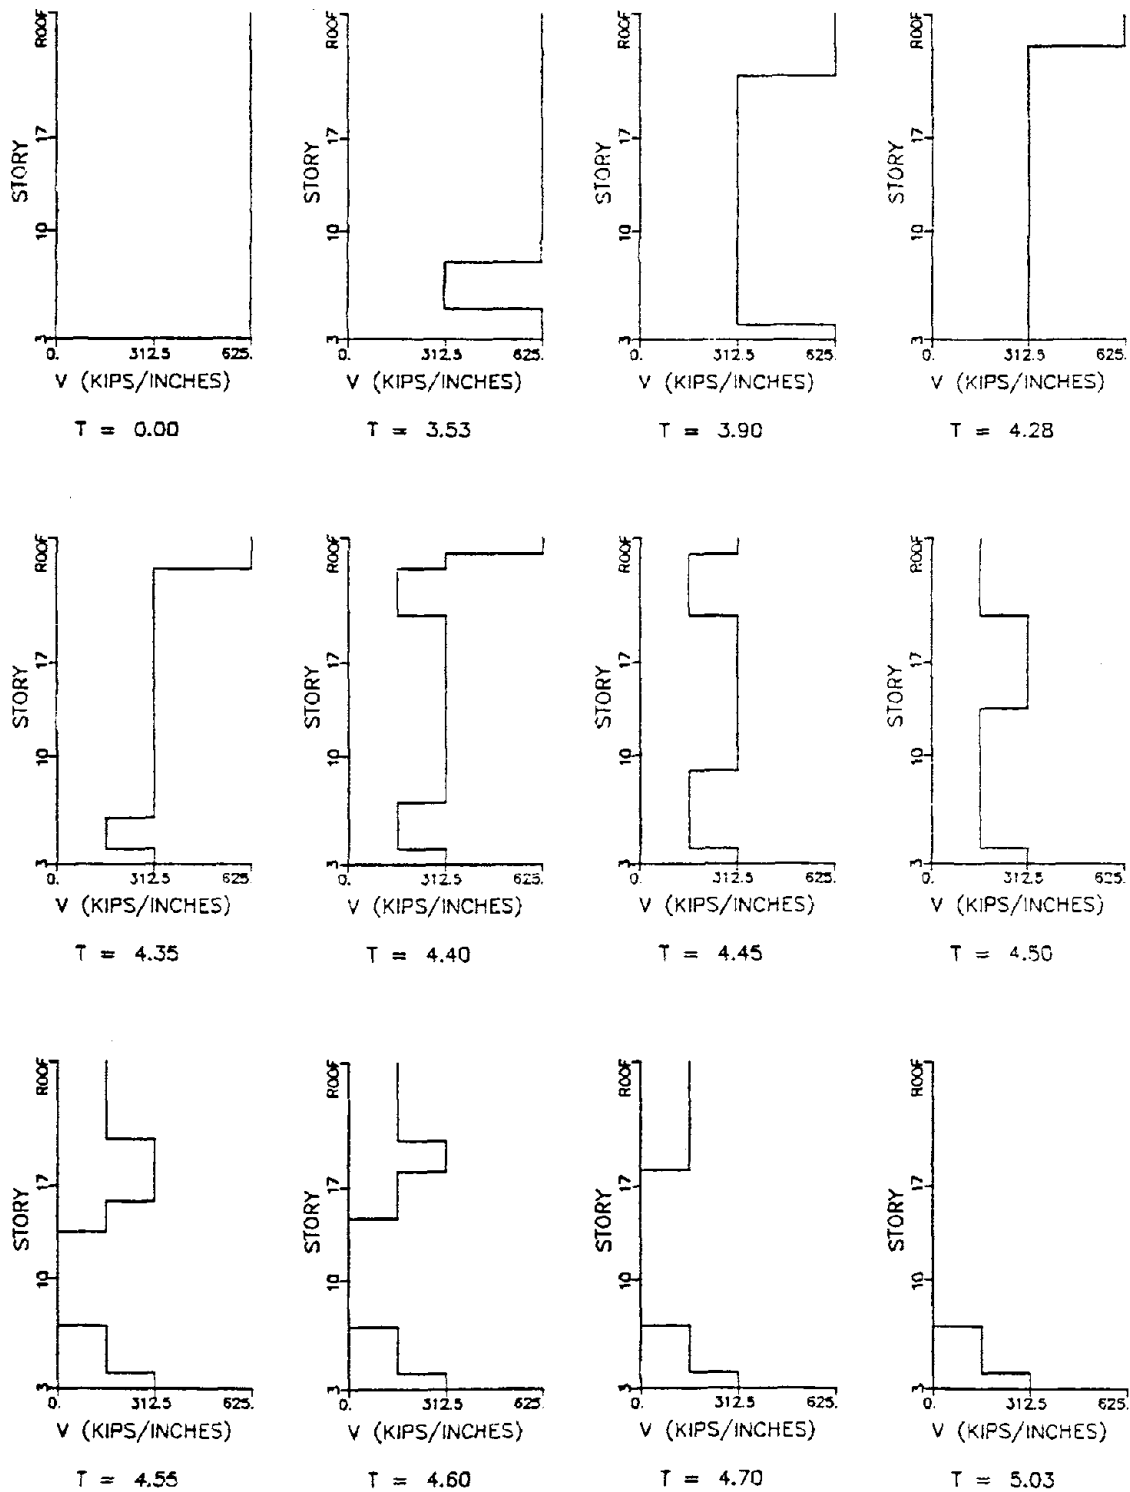 ROOF ROOF ROOF ROOF
17 17 17 17
STORY STORY STORY STORY
10 10 10 10
3 3 3 3
0. 312.5 625. 0. 312.5 625. 0. 312.5 625. 0. 312.5 625.
V (KIPS/INCHES) V (KIPS/INCHES) V (KIPS/INCHES) V (KIPS/INCHES)
T = 0.00 T = 3.53 T = 3.90 T = 4.28
ROOF ROOF ROOF ROOF
17 17 17 17
STORY STORY STORY STORY
10 10 10 10
3 3 3 3
0. 312.5 625. 0. 312.5 625. 0. 312.5 625. 0. 312.5 625.
V (KIPS/INCHES) V (KIPS/INCHES) V (KIPS/INCHES) V (KIPS/INCHES)
T = 4.35 T = 4.40 T = 4.45 T = 4.50
ROOF ROOF ROOF ROOF
17 17 17 17
STORY STORY STORY STORY
10 10 10 10
3 3 3 3
0. 312.5 625. 0. 312.5 625. 0. 312.5 625. 0. 312.5 625.
V (KIPS/INCHES) V (KIPS/INCHES) V (KIPS/INCHES) V (KIPS/INCHES)
T = 4.55 T = 4.60 T = 4.70 T = 5.03